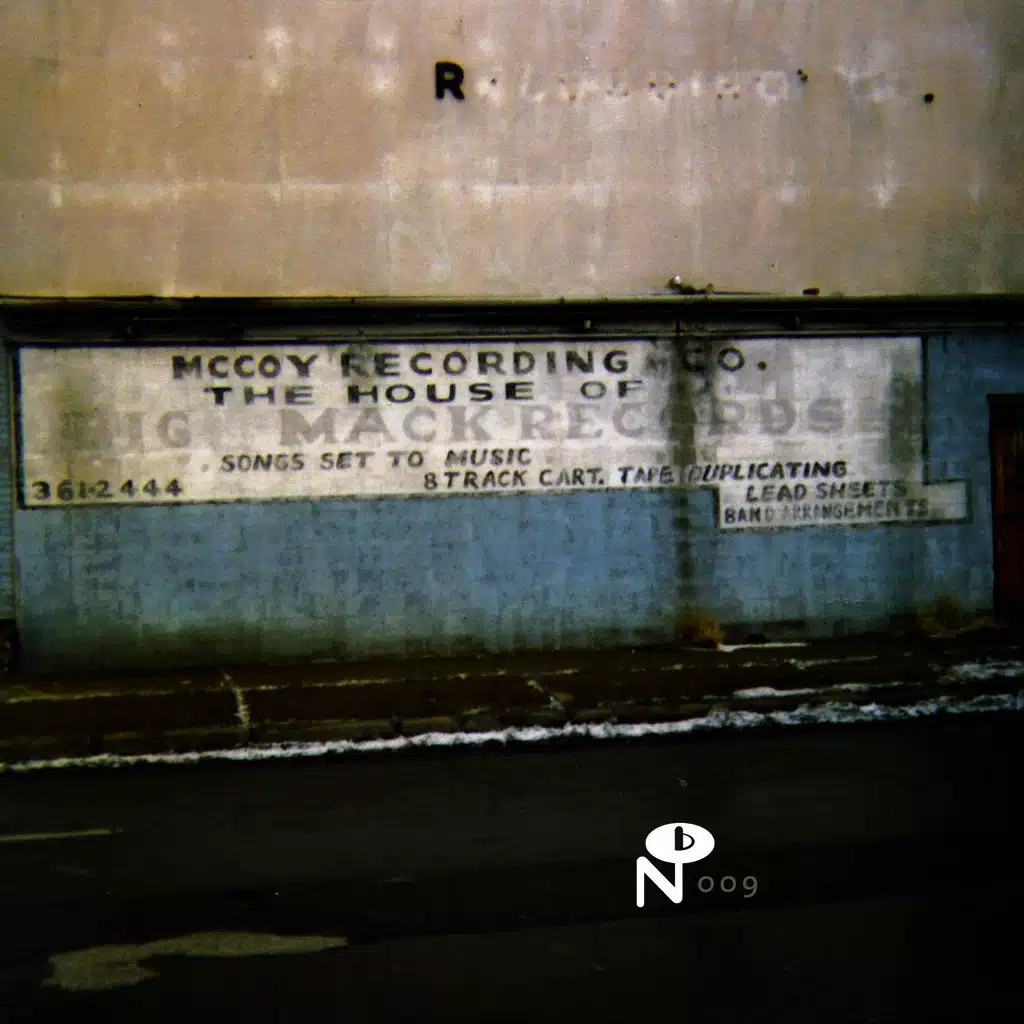 R
MCCOY RECORDING CO.
THE HOUSE OF
BIG MACK RECORDS
SONGS SET TO MUSIC
361-2444 8 TRACK CART. TAPE DUPLICATING
LEAD SHEETS
BAND ARRANGEMENTS
N 009